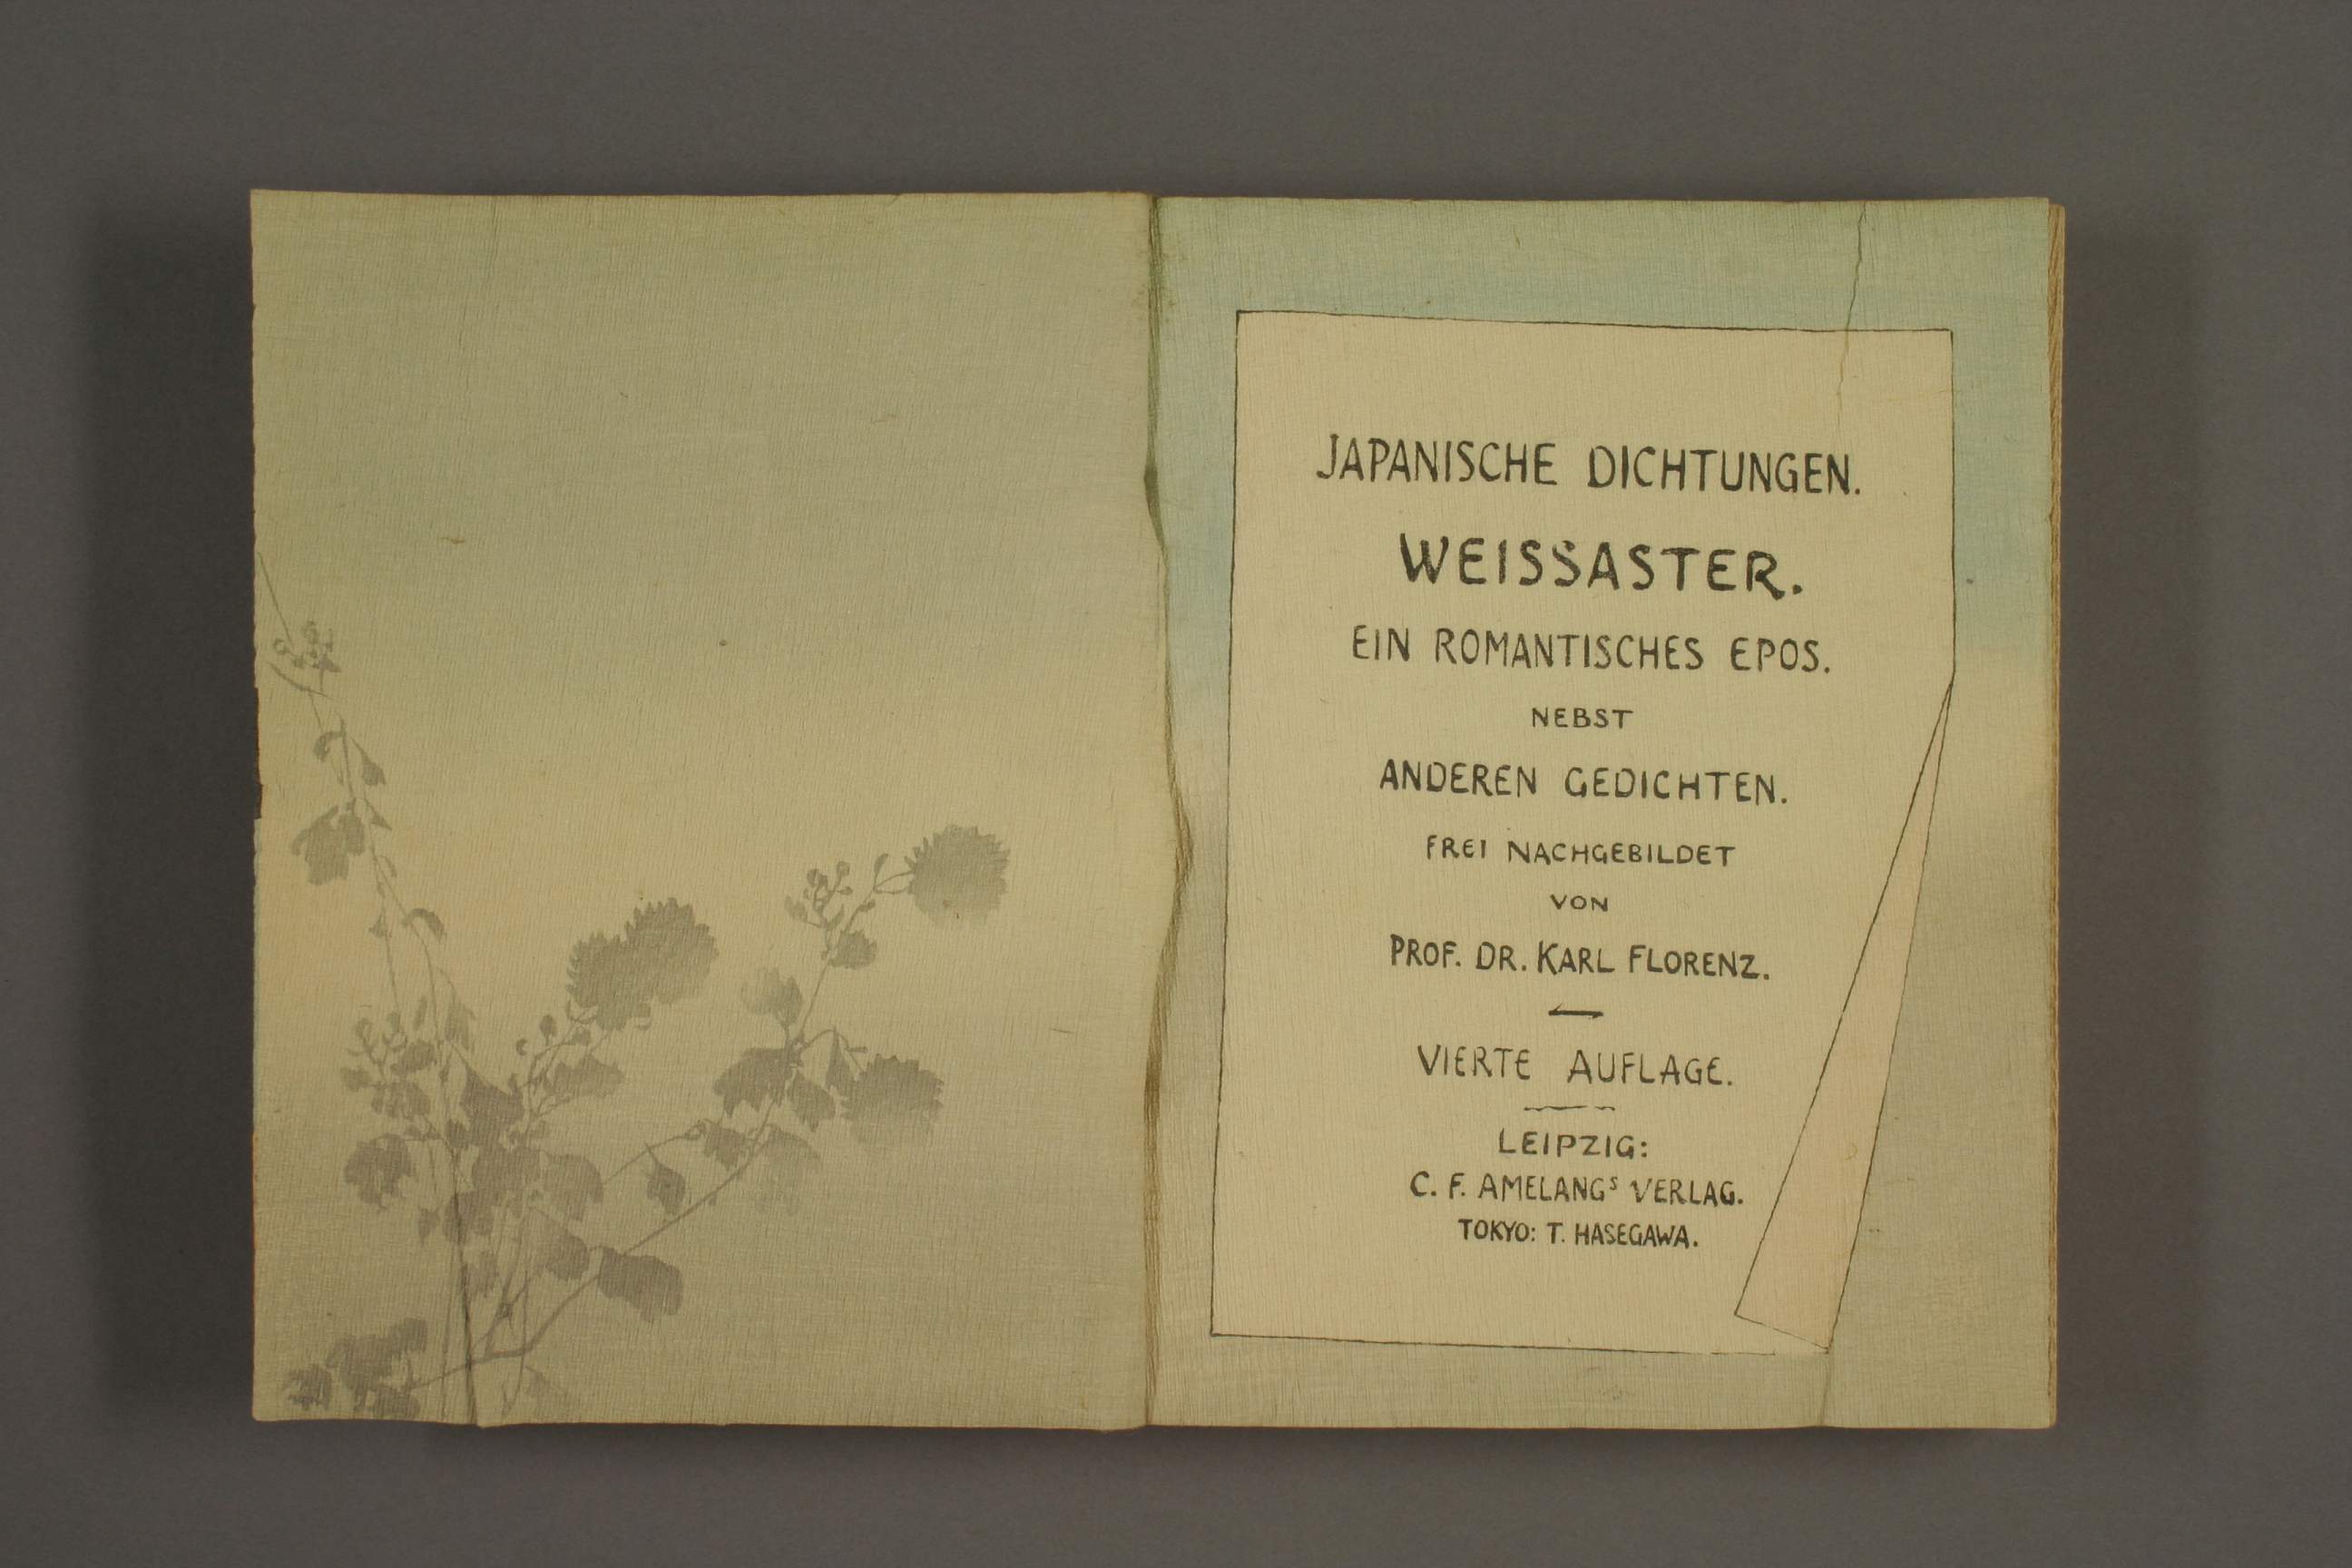 JAPANISCHE DICHTUNGEN.
WEISSASTER.
EIN ROMANTISCHES EPOS.
NEBST
ANDEREN GEDICHTEN.
FREI NACHGEBILDET
VON
PROF. DR. KARL FLORENZ.
VIERTE AUFLAGE.
LEIPZIG:
C. F. AMELANGS VERLAG.
TOKYO: T. HASEGAWA.